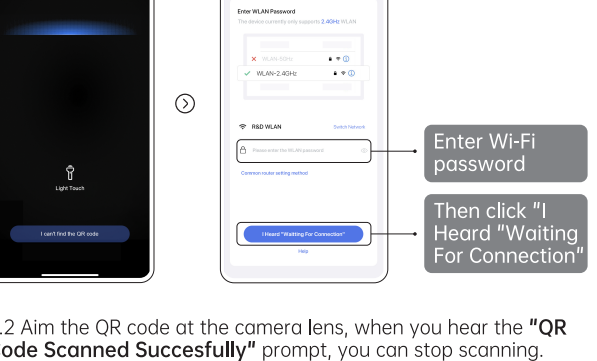 Enter WLAN Password
The device currently only supports 2.4GHz WLAN
WLAN-5GHz
WLAN-2.4GHz
R&D WLAN Switch Network
Please enter the WLAN password
Common router setting method
I Heard "Waitting For Connection"
Help
Light Touch
I can't find the QR code
Enter Wi-Fi
password
Then click "I
Heard "Waiting
For Connection"
.2 Aim the QR code at the camera lens, when you hear the "QR
Code Scanned Succesfully" prompt, you can stop scanning.